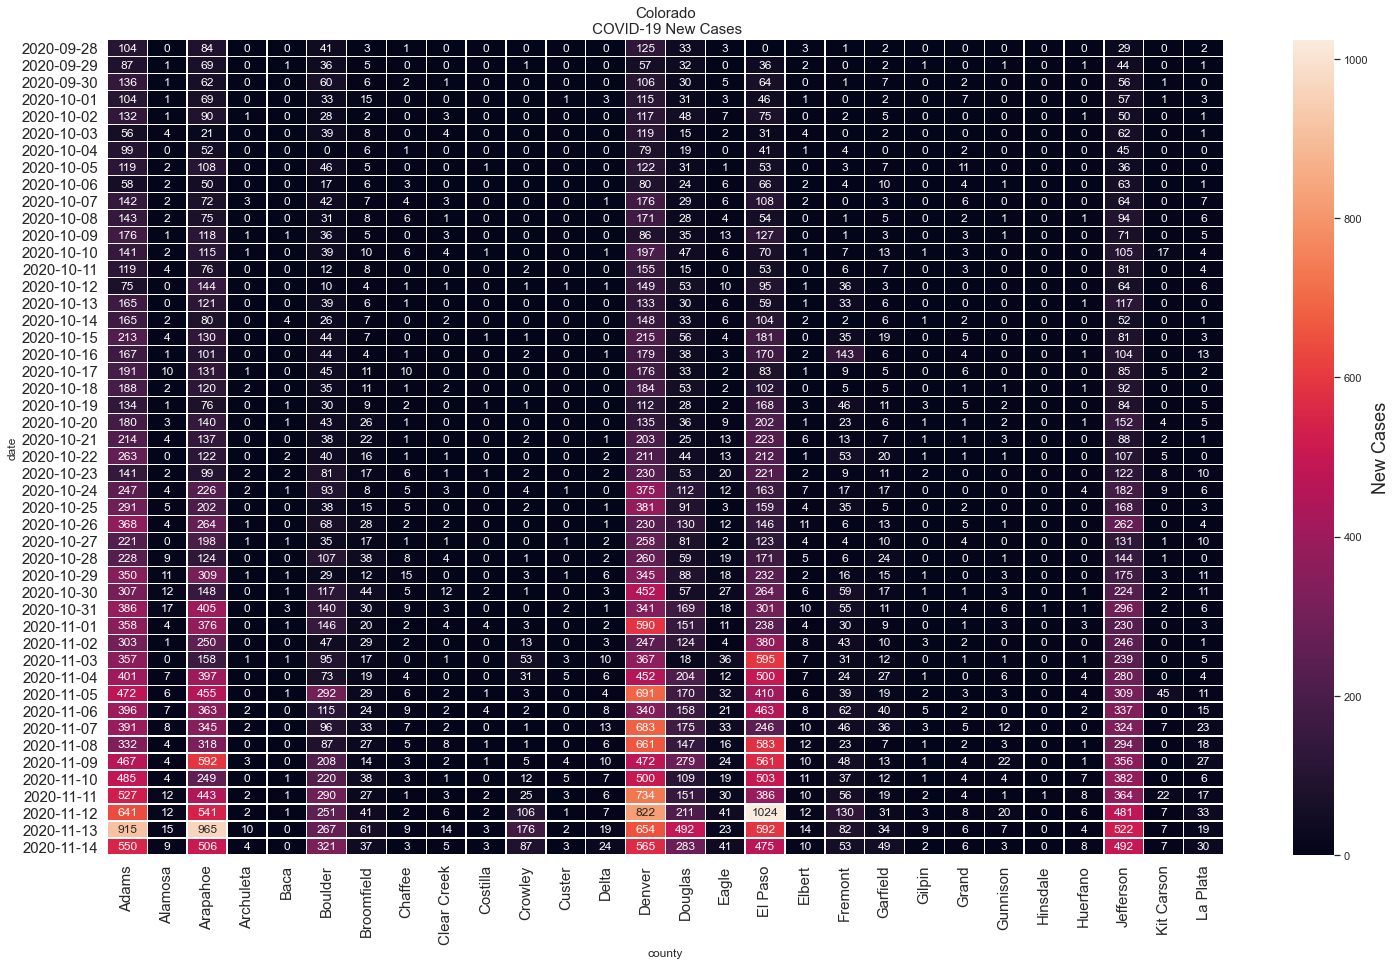 Colorado
COVID-19 New Cases
2020-09-28 104 0 84 0 0 41 3 1 0 0 0 0 0 125 33 3 0 3 1 2 0 0 0 0 0 29 0 2
2020-09-29 87 1 69 0 1 36 5 0 0 0 1 0 0 57 32 0 36 2 0 2 1 0 1 0 1 44 0 1
2020-09-30 136 1 62 0 0 60 6 2 1 0 0 0 0 106 30 5 64 0 1 7 0 2 0 0 0 56 1 0
2020-10-01 104 1 69 0 0 33 15 0 0 0 0 1 3 115 31 3 46 1 0 2 0 7 0 0 0 57 1 3
2020-10-02 132 1 90 1 0 28 2 0 3 0 0 0 0 117 48 7 75 0 2 5 0 0 0 0 1 50 0 1
2020-10-03 56 4 21 0 0 39 8 0 4 0 0 0 0 119 15 2 31 4 0 2 0 0 0 0 0 62 0 1
2020-10-04 99 0 52 0 0 0 6 1 0 0 0 0 0 79 19 0 41 1 4 0 0 2 0 0 0 45 0 0
2020-10-05 119 2 108 0 0 46 5 0 0 1 0 0 0 122 31 1 53 0 3 7 0 11 0 0 0 36 0 0
2020-10-06 58 2 50 0 0 17 6 3 0 0 0 0 0 80 24 6 66 2 4 10 0 4 1 0 0 63 0 1
2020-10-07 142 2 72 3 0 42 7 4 3 0 0 0 1 176 29 6 108 2 0 3 0 6 0 0 0 64 0 7
2020-10-08 143 2 75 0 0 31 8 6 1 0 0 0 0 171 28 4 54 0 1 5 0 2 1 0 1 94 0 6
2020-10-09 176 1 118 1 1 36 5 0 3 0 0 0 0 86 35 13 127 0 1 3 0 3 1 0 0 71 0 5
2020-10-10 141 2 115 1 0 39 10 6 4 1 0 0 1 197 47 6 70 1 7 13 1 3 0 0 0 105 17 4
2020-10-11 119 4 76 0 0 12 8 0 0 0 2 0 0 155 15 0 53 0 6 7 0 3 0 0 0 81 0 4
2020-10-12 75 0 144 0 0 10 4 1 1 0 1 1 1 149 53 10 95 1 36 3 0 0 0 0 0 64 0 6
2020-10-13 165 0 121 0 0 39 6 1 0 0 0 0 0 133 30 6 59 1 33 6 0 0 0 0 1 117 0 0
2020-10-14 165 2 80 0 4 26 7 0 2 0 0 0 0 148 33 6 104 2 2 6 1 2 0 0 0 52 0 1
2020-10-15 213 4 130 0 0 44 7 0 0 1 1 0 0 215 56 4 181 0 35 19 0 5 0 0 0 81 0 3
2020-10-16 167 1 101 0 0 44 4 1 0 0 2 0 1 179 38 3 170 2 143 6 0 4 0 0 1 104 0 13
2020-10-17 191 10 131 1 0 45 11 10 0 0 0 0 0 176 33 2 83 1 9 5 0 6 0 0 0 85 5 2
2020-10-18 188 2 120 2 0 35 11 1 2 0 0 0 0 184 53 2 102 0 5 5 0 1 1 0 1 92 0 0
2020-10-19 134 1 76 0 1 30 9 2 0 1 1 0 0 112 28 2 168 3 46 11 3 5 2 0 0 84 0 5
2020-10-20 180 3 140 0 1 43 26 1 0 0 0 0 0 135 36 9 202 1 23 6 1 1 2 0 1 152 4 5
2020-10-21 214 4 137 0 0 38 22 1 0 0 2 0 1 203 25 13 223 6 13 7 1 1 3 0 0 88 2 1
2020-10-22 263 0 122 0 2 40 16 1 1 0 0 0 0 211 44 13 212 1 53 20 1 1 1 0 0 107 5 0
2020-10-23 141 2 99 2 2 81 17 6 1 1 2 0 2 230 53 20 221 2 9 11 2 0 0 0 0 122 8 10
2020-10-24 247 4 226 2 1 93 8 5 3 0 4 1 0 375 112 12 163 7 17 17 0 0 0 0 4 182 9 6
2020-10-25 291 5 202 0 0 38 15 5 0 0 2 0 1 381 91 3 159 4 35 5 0 2 0 0 0 168 0 3
2020-10-26 368 4 264 1 0 68 28 2 2 0 0 0 1 230 130 12 146 11 6 13 0 5 1 0 0 262 0 4
2020-10-27 221 0 198 1 1 35 17 1 1 0 0 1 2 258 81 2 123 4 4 10 0 4 0 0 0 131 1 10
2020-10-28 228 9 124 0 0 107 38 8 4 0 1 0 2 260 59 19 171 5 6 24 0 0 1 0 0 144 1 0
2020-10-29 350 11 309 1 1 29 12 15 0 0 3 1 6 345 88 18 232 2 16 15 1 0 3 0 0 175 3 11
2020-10-30 307 12 148 0 1 117 44 5 12 2 1 0 3 452 57 27 264 6 59 17 1 1 3 0 1 224 2 11
2020-10-31 386 17 405 0 3 140 30 9 3 0 0 2 1 341 169 18 301 10 55 11 0 4 6 1 1 296 2 6
2020-11-01 358 4 376 0 1 146 20 2 4 4 3 0 2 590 151 11 238 4 30 9 0 1 3 0 3 230 0 3
2020-11-02 303 1 250 0 0 47 29 2 0 0 13 0 3 247 124 4 380 8 43 10 3 2 0 0 0 246 0 1
2020-11-03 357 0 158 1 1 95 17 0 1 0 53 3 10 367 18 36 595 7 31 12 0 1 1 0 4 239 0 5
2020-11-04 401 7 397 0 0 73 19 4 0 0 31 5 6 452 204 12 500 7 24 27 1 0 6 0 4 280 0 4
2020-11-05 472 6 455 0 1 292 29 6 2 1 3 0 4 691 170 32 410 6 39 19 2 3 3 0 4 309 45 11
2020-11-06 396 7 363 2 0 115 24 9 2 4 2 0 8 340 158 21 463 8 62 40 5 2 0 0 2 337 0 15
2020-11-07 391 8 345 2 0 96 33 7 2 0 1 0 13 683 175 33 246 10 46 36 3 5 12 0 0 324 7 23
2020-11-08 332 4 318 0 0 87 27 5 8 1 1 0 6 661 147 16 583 12 23 7 1 2 3 0 1 294 0 18
2020-11-09 467 4 592 3 0 208 14 3 2 1 5 4 10 472 279 24 561 10 48 13 1 4 22 0 1 356 0 27
2020-11-10 485 4 249 0 1 220 38 3 1 0 12 5 7 500 109 19 503 11 37 12 1 4 4 0 7 382 0 6
2020-11-11 527 12 443 2 1 290 27 1 3 2 25 3 6 734 151 30 386 10 56 19 2 4 1 1 8 364 22 17
2020-11-12 641 12 541 2 1 251 41 2 6 2 106 1 7 822 211 41 1024 12 130 31 3 8 20 0 6 481 7 33
2020-11-13 915 15 965 10 0 267 61 9 14 3 176 2 19 654 492 23 592 14 82 34 9 6 7 0 4 522 7 19
2020-11-14 550 9 506 4 0 321 37 3 5 3 87 3 24 565 283 41 475 10 53 49 2 6 3 0 8 492 7 30
Adams Alamosa Arapahoe Archuleta Baca Boulder Broomfield Chaffee Clear Creek Costilla Crowley Custer Delta Denver Douglas Eagle El Paso Elbert Fremont Garfield Gilpin Grand Gunnison Hinsdale Huerfano Jefferson Kit Carson La Plata
county
date
1000
800
600
400
200
0
New Cases